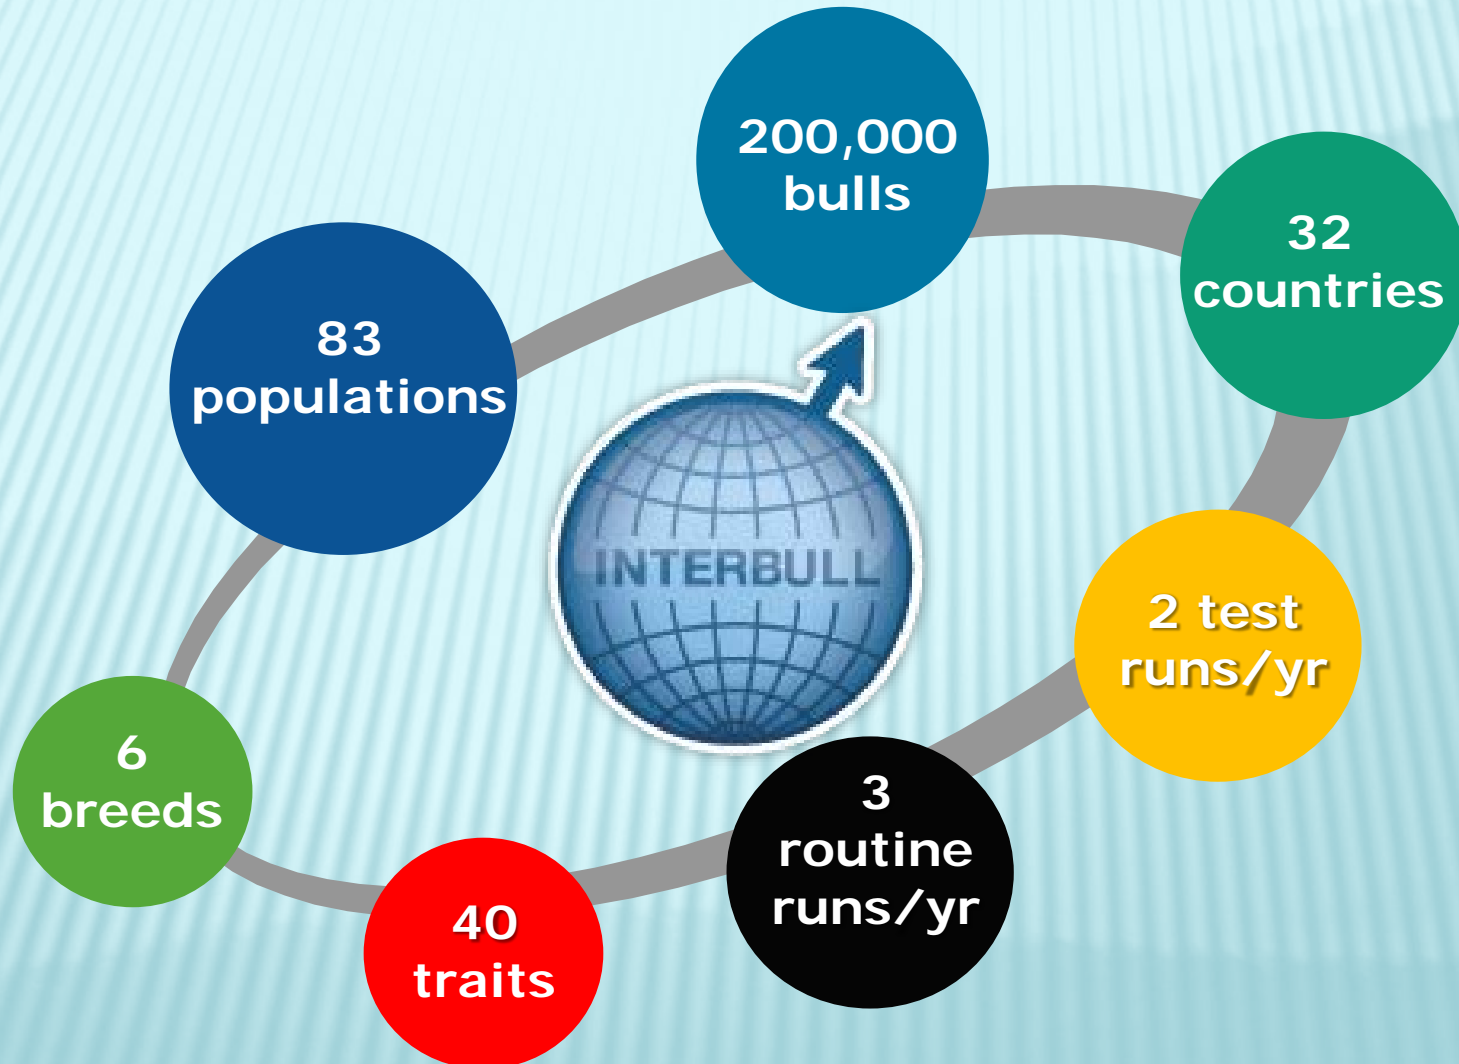 200,000
bulls
32
countries
83
populations
INTERBULL
2 test
runs/yr
6
breeds
3
routine
runs/yr
40
traits